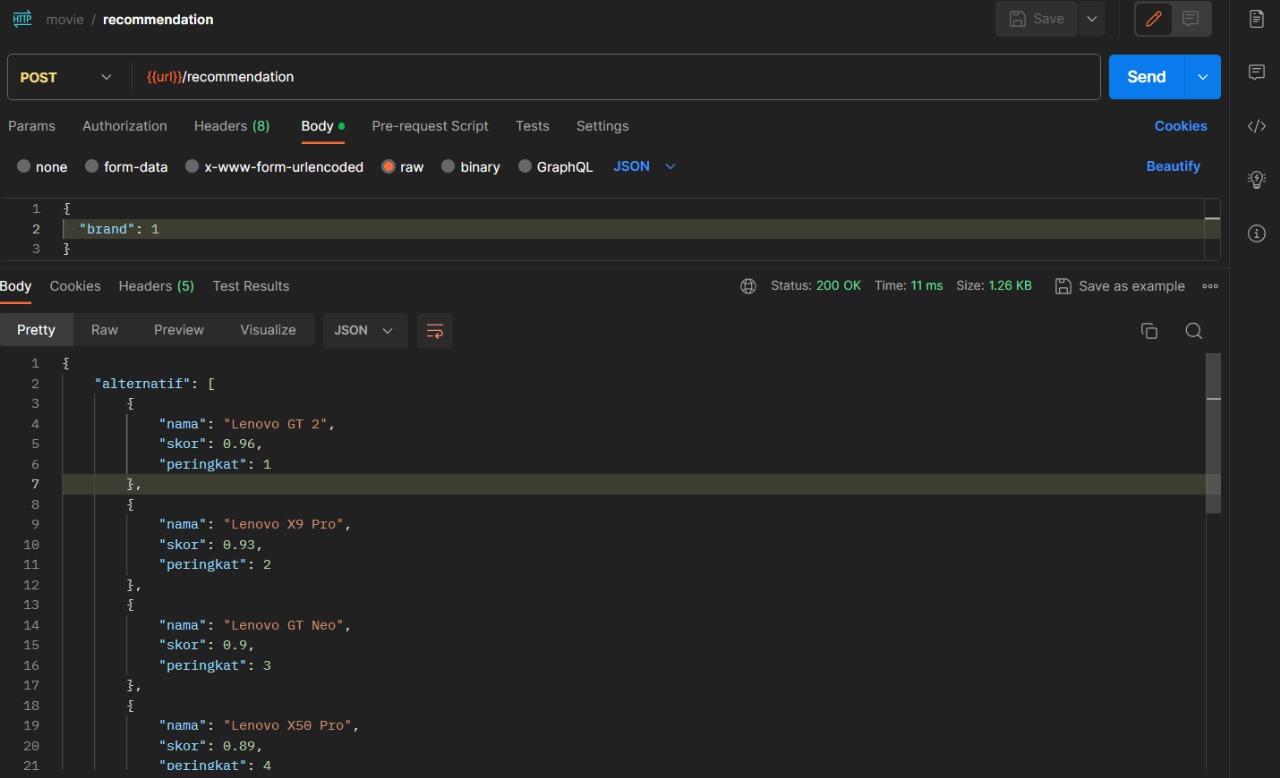 HTTP movie / recommendation Save
POST {{url}}/recommendation Send
Params Authorization Headers (8) Body Pre-request Script Tests Settings Cookies
none form-data x-www-form-urlencoded raw binary GraphQL JSON Beautify
1 {
2 "brand": 1
3 }
Body Cookies Headers (5) Test Results Status: 200 OK Time: 11 ms Size: 1.26 KB Save as example
Pretty Raw Preview Visualize JSON
1 {
2 "alternatif": [
3 {
4 "nama": "Lenovo GT 2",
5 "skor": 0.96,
6 "peringkat": 1
7 },
8 {
9 "nama": "Lenovo X9 Pro",
10 "skor": 0.93,
11 "peringkat": 2
12 },
13 {
14 "nama": "Lenovo GT Neo",
15 "skor": 0.9,
16 "peringkat": 3
17 },
18 {
19 "nama": "Lenovo X50 Pro",
20 "skor": 0.89,
21 "peringkat": 4